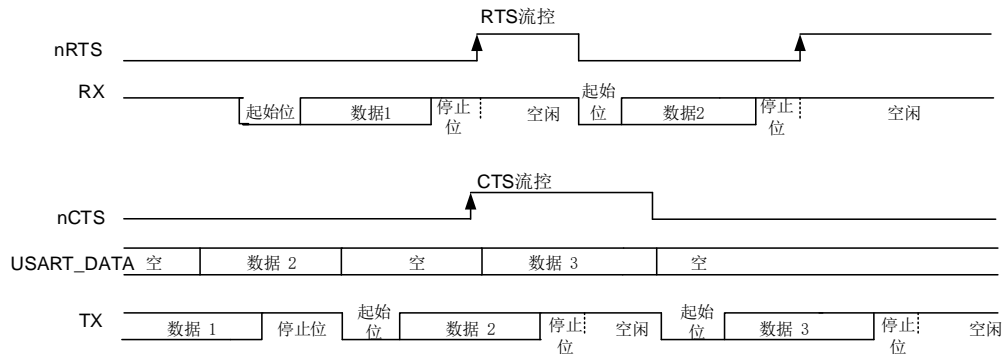 RTS流控
nRTS
RX
起始位 数据1 停止位 空闲 起始位 数据2 停止位 空闲
CTS流控
nCTS
USART_DATA 空 数据 2 空 数据 3 空
TX 数据 1 停止位 起始位 数据 2 停止位 空闲 起始位 数据 3 停止位 空闲